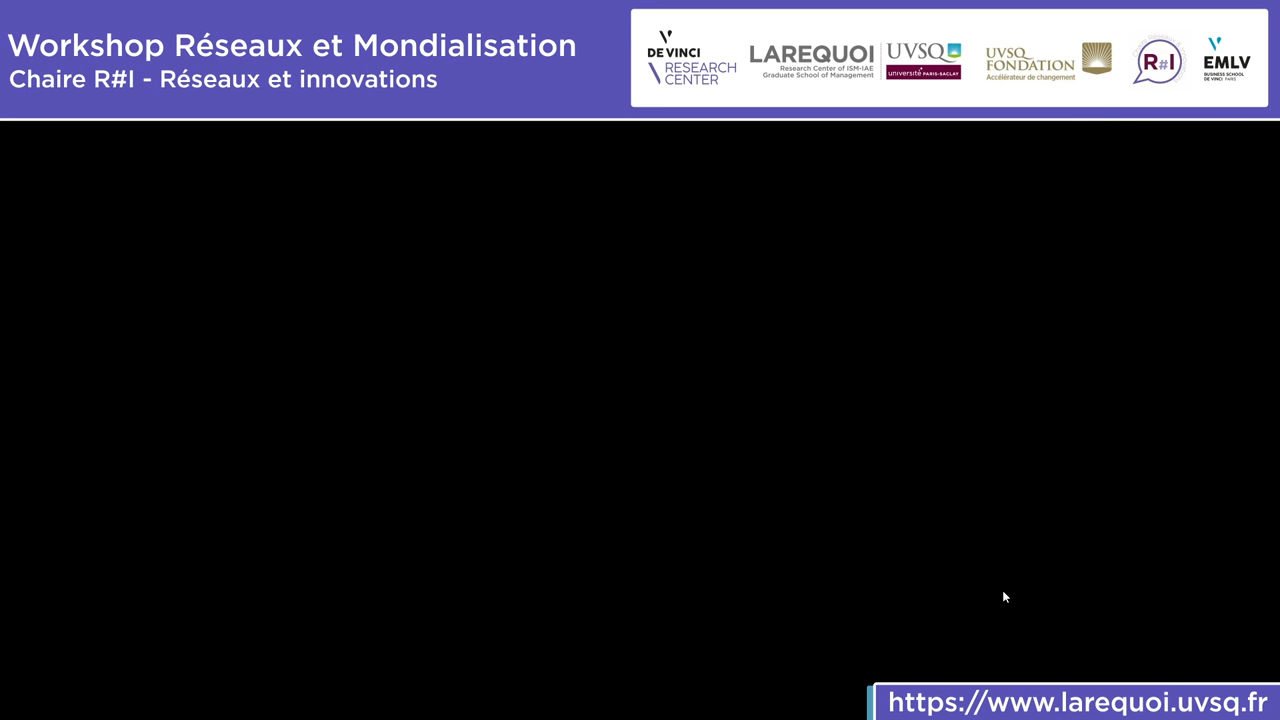 Workshop Réseaux et Mondialisation
Chaire R#I - Réseaux et innovations
DE VINCI
RESEARCH
CENTER
LAREQUOI
Research Center of ISM-IAE
Graduate School of Management
UVSQ
université PARIS-SACLAY
UVSQ
FONDATION
Accélérateur de changement
R#I
EMLV
BUSINESS SCHOOL
DE VINCI PARIS
https://www.larequoi.uvsq.fr